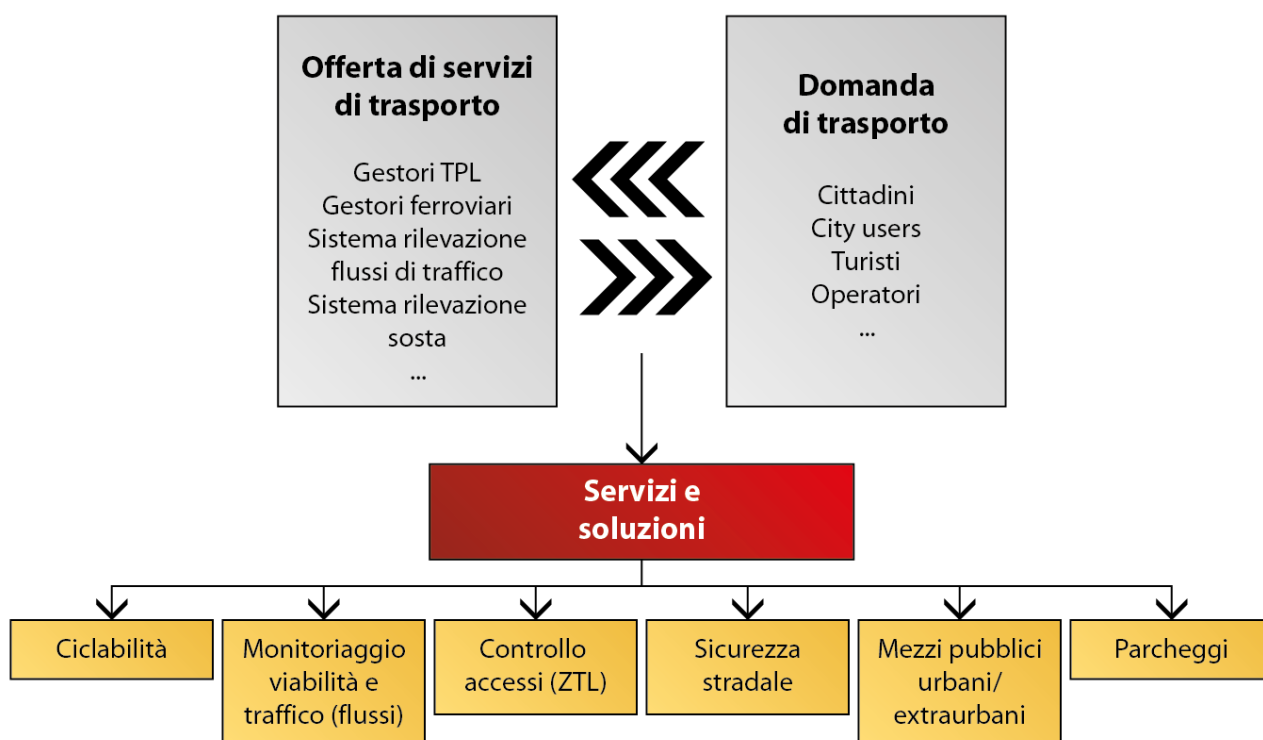 Offerta di servizi
di trasporto
Gestori TPL
Gestori ferroviari
Sistema rilevazione
flussi di traffico
Sistema rilevazione
sosta
...
Domanda
di trasporto
Cittadini
City users
Turisti
Operatori
...
Servizi e
soluzioni
Ciclabilità
Monitoriaggio
viabilità e
traffico (flussi)
Controllo
accessi (ZTL)
Sicurezza
stradale
Mezzi pubblici
urbani/
extraurbani
Parcheggi